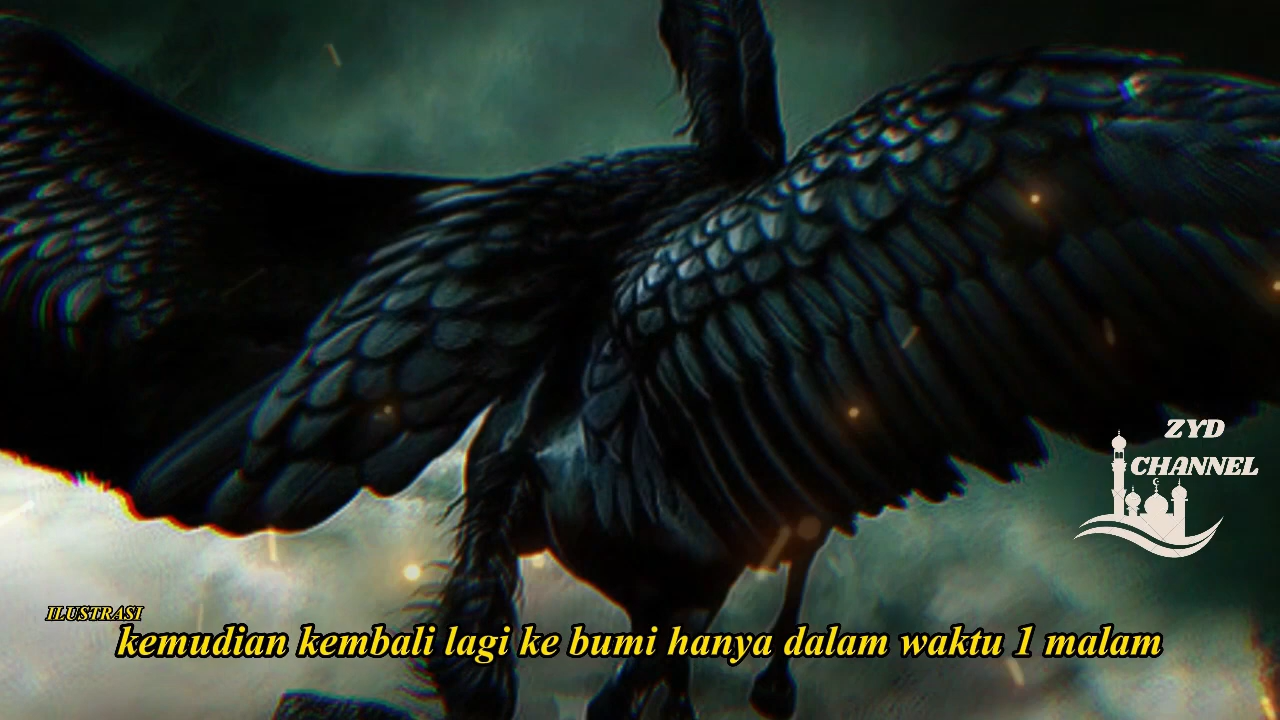 ZYD
CHANNEL
ILUSTRASI
kemudian kembali lagi ke bumi hanya dalam waktu 1 malam